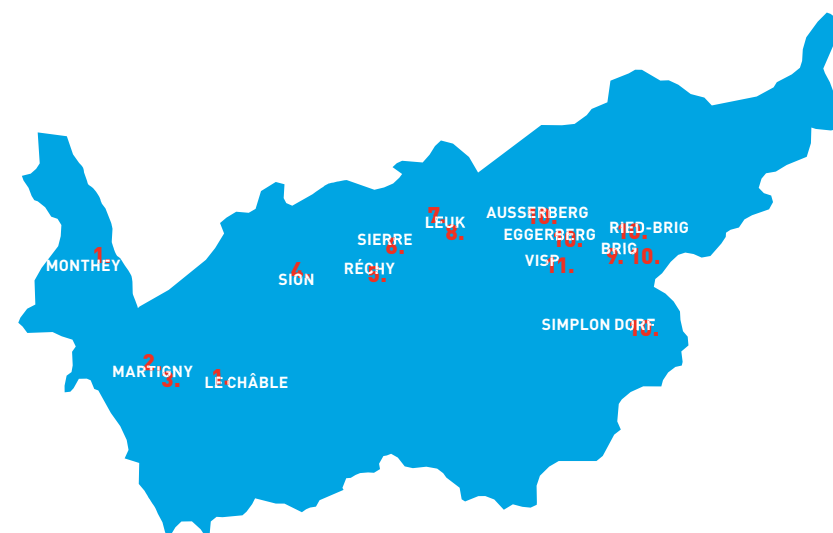 7.
LEUK
8.
AUSSERBERG
10.
RIED-BRIG
10.
EGGERBERG
10.
SIERRE
6.
BRIG
9. 10.
1.
MONTHEY
VISP
11.
RÉCHY
5.
4.
SION
SIMPLON DORF
10.
2.
MARTIGNY
3.
1.
LE CHÂBLE